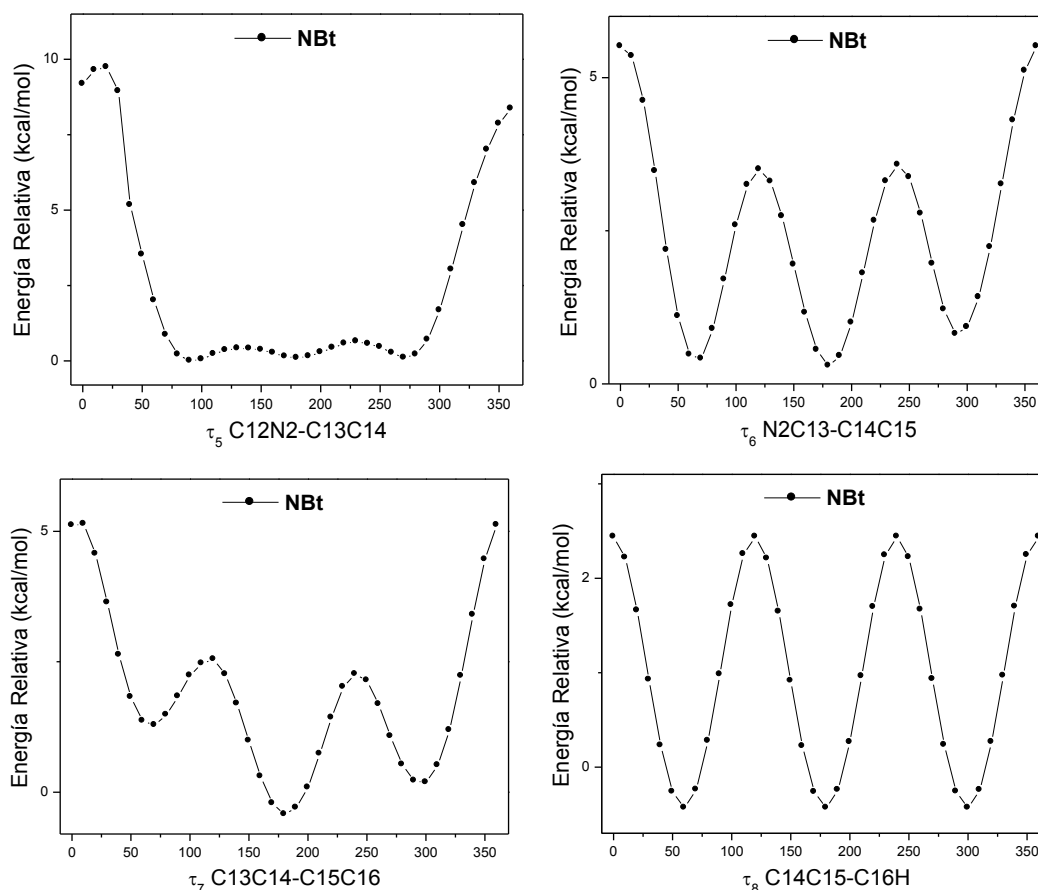 NBt
Energía Relativa (kcal/mol)
10
5
0
0 50 100 150 200 250 300 350
τ5 C12N2-C13C14
NBt
Energía Relativa (kcal/mol)
5
0
0 50 100 150 200 250 300 350
τ6 N2C13-C14C15
NBt
Energía Relativa (kcal/mol)
5
0
0 50 100 150 200 250 300 350
τ7 C13C14-C15C16
NBt
Energía Relativa (kcal/mol)
2
0
0 50 100 150 200 250 300 350
τ8 C14C15-C16H